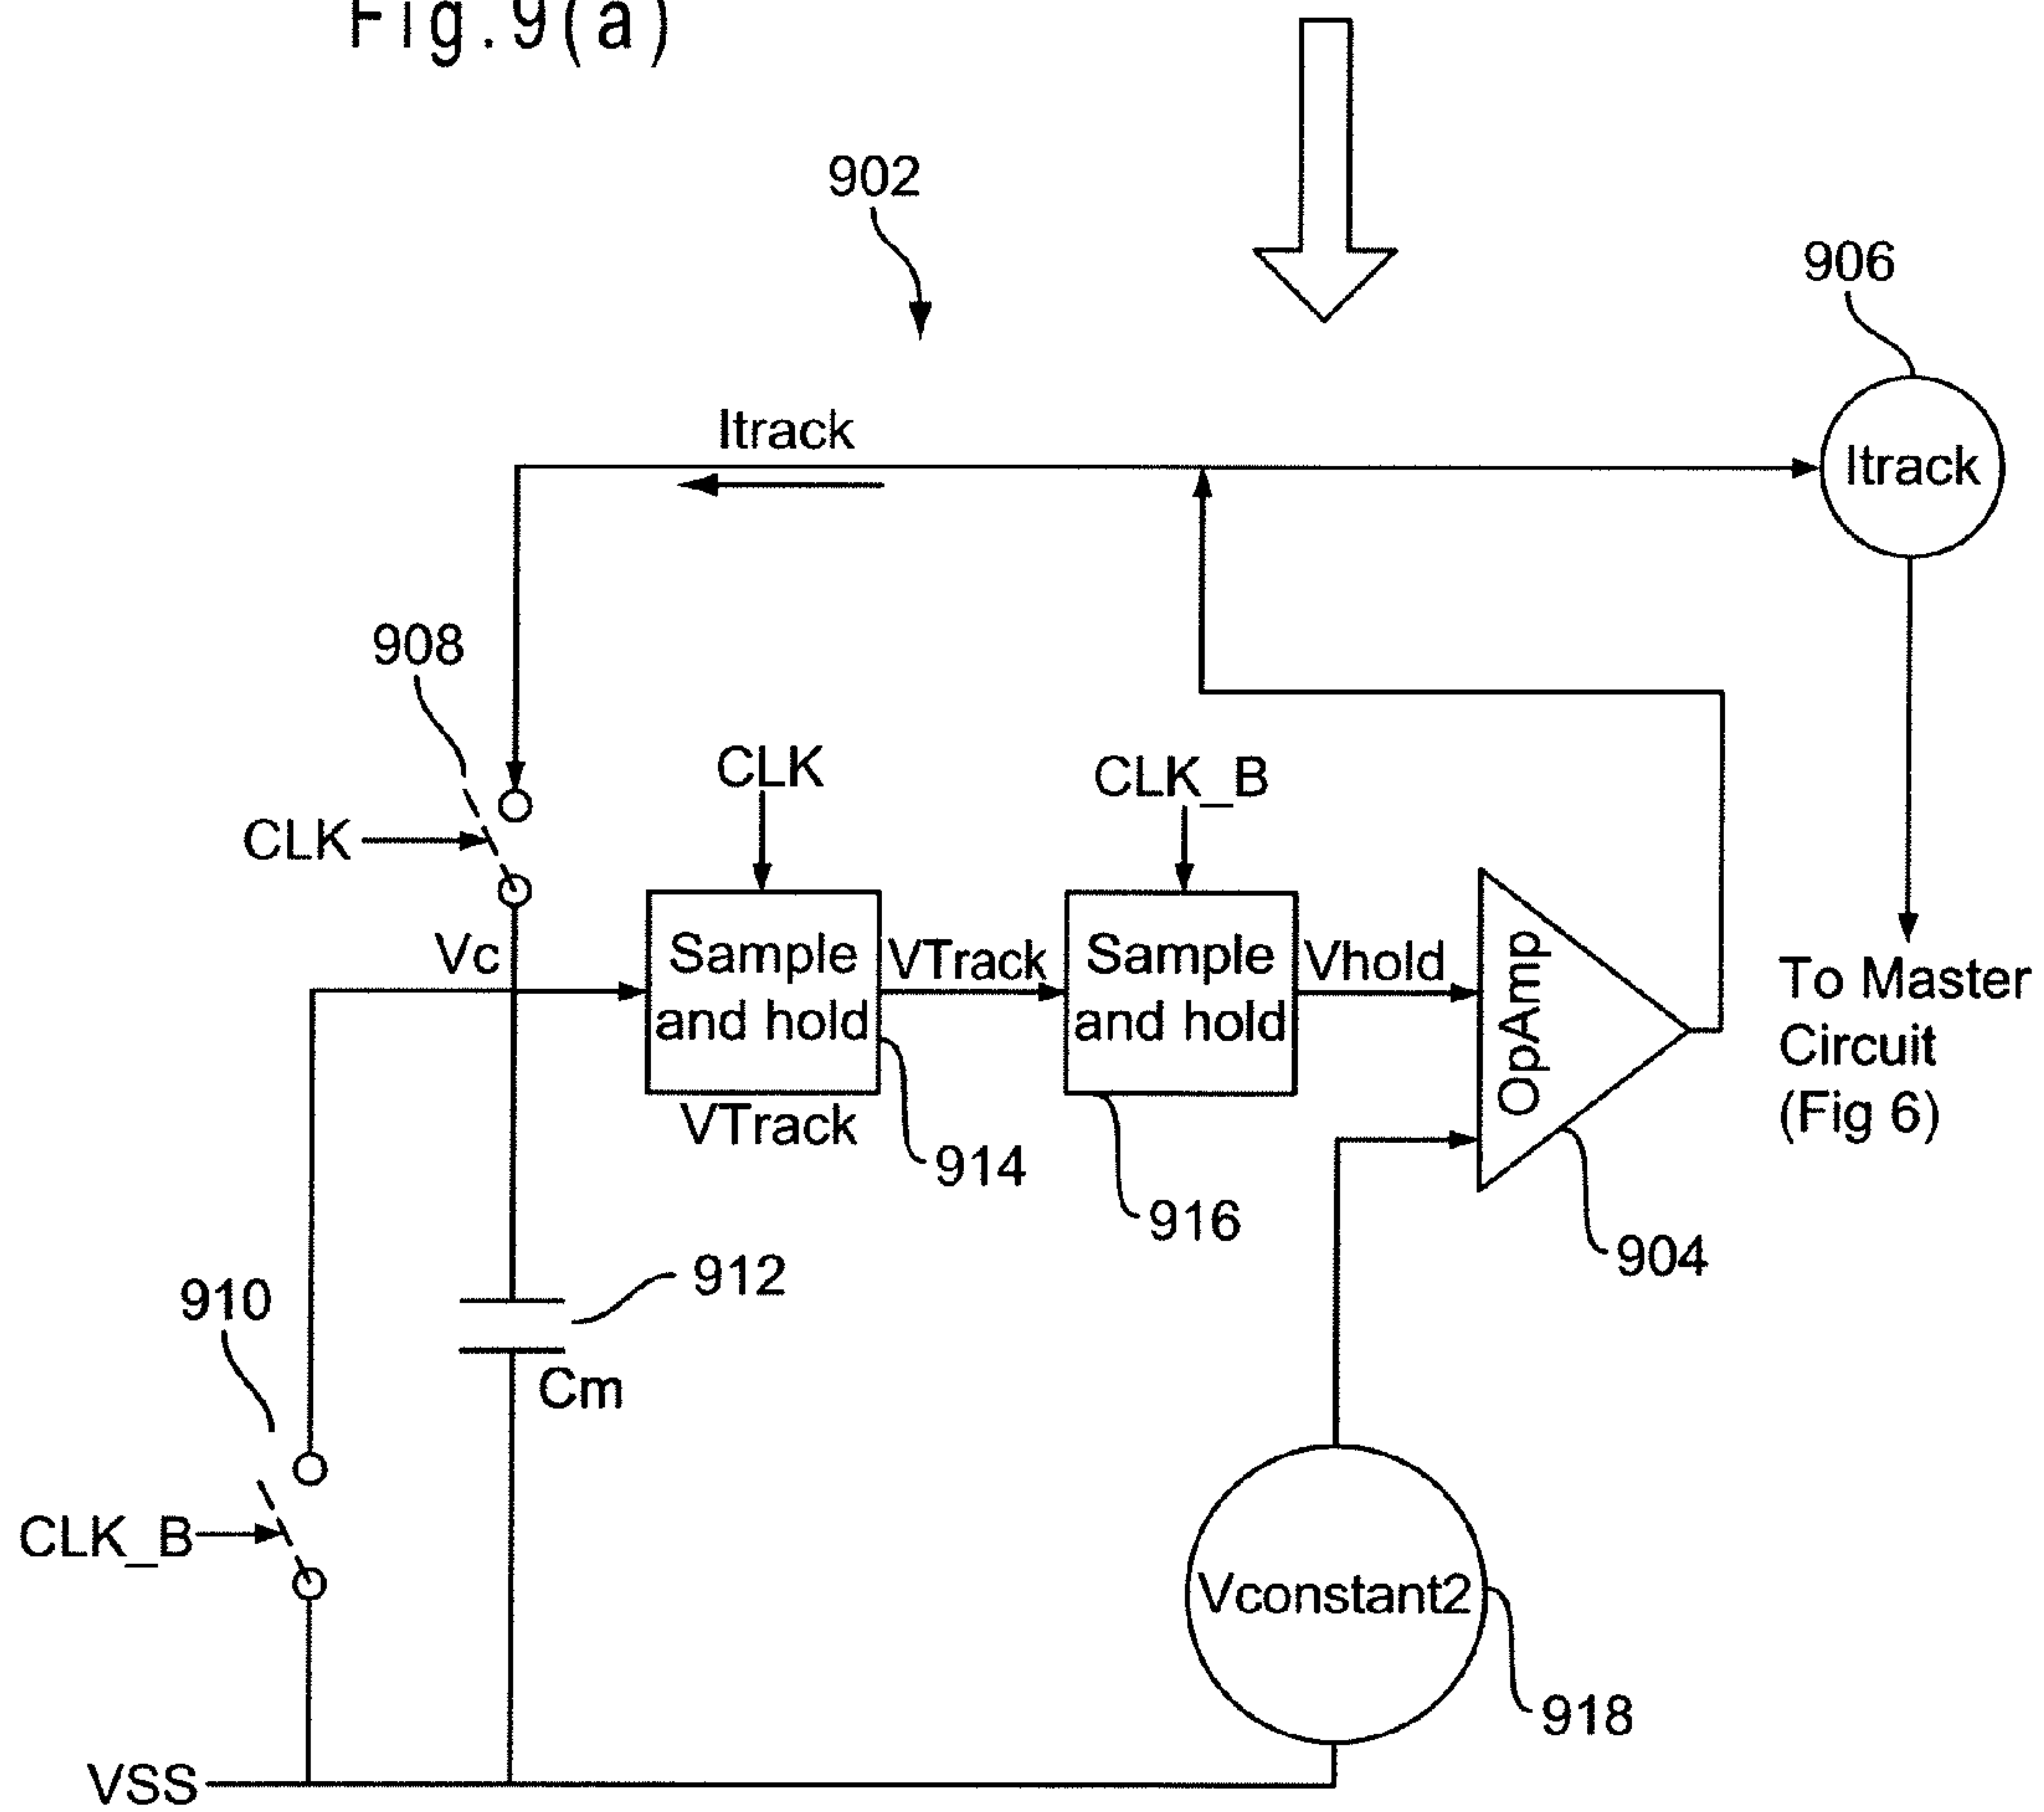 Fig.9(a)
902
906
Itrack
Itrack
908
CLK
CLK_B
CLK
Vc
Sample
and hold
VTrack
Sample
and hold
Vhold
OpAmp
To Master
Circuit
(Fig 6)
VTrack
914
916
904
912
910
Cm
CLK_B
Vconstant2
918
VSS